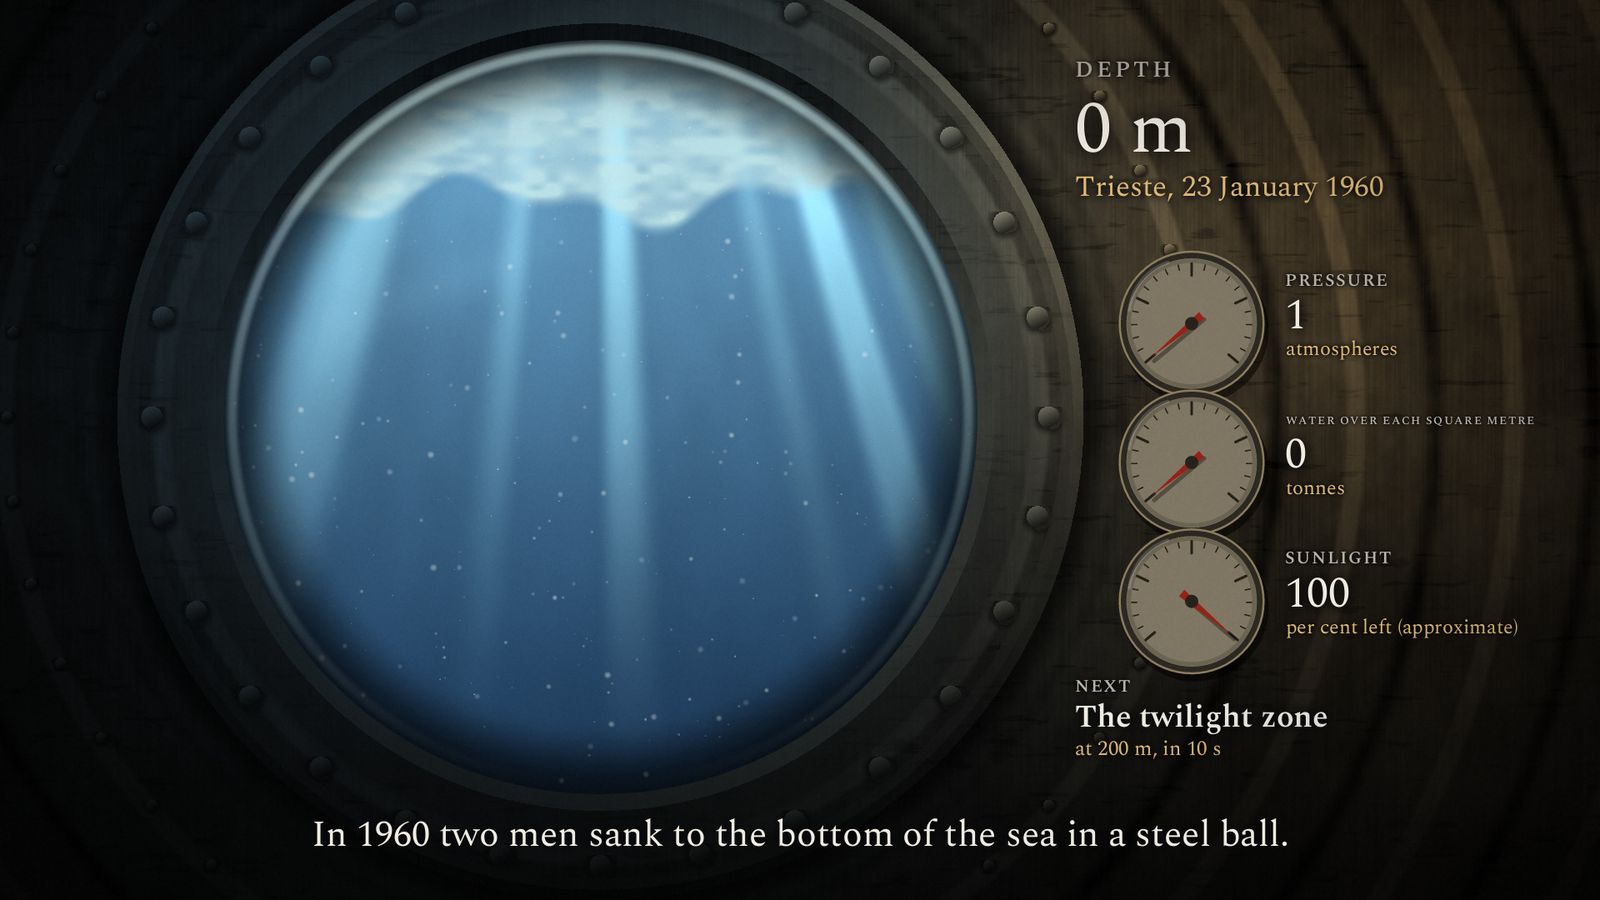 DEPTH
0 m
Trieste, 23 January 1960
PRESSURE
1
atmospheres
WATER OVER EACH SQUARE METRE
0
tonnes
SUNLIGHT
100
per cent left (approximate)
NEXT
The twilight zone
at 200 m, in 10 s
In 1960 two men sank to the bottom of the sea in a steel ball.